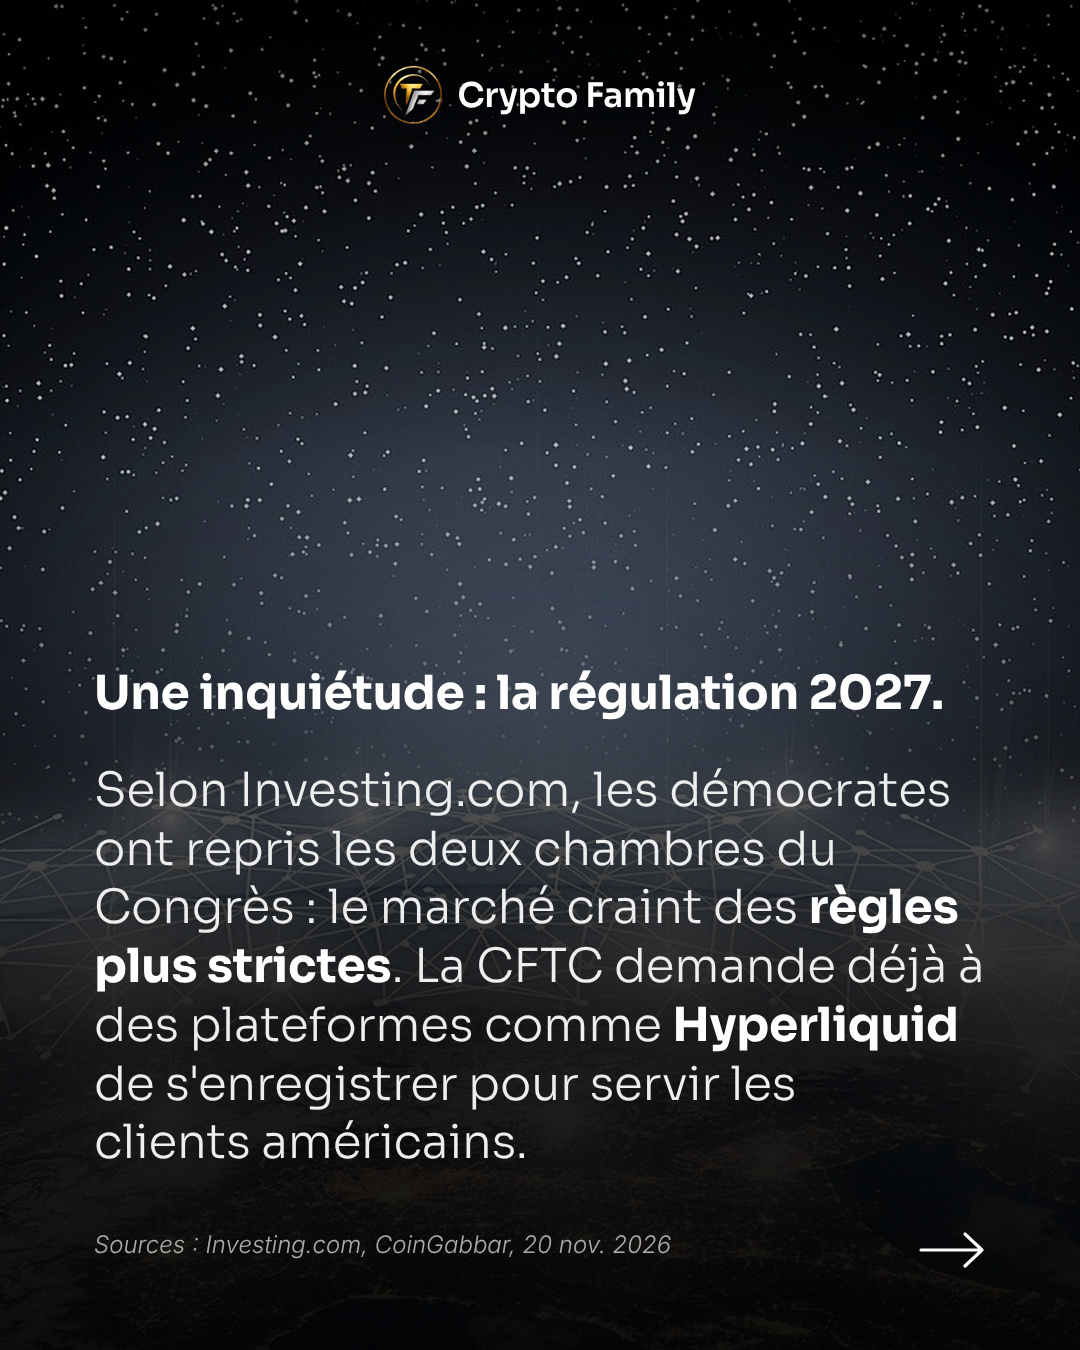 Crypto Family
Une inquiétude : la régulation 2027.
Selon Investing.com, les démocrates
ont repris les deux chambres du
Congrès : le marché craint des règles
plus strictes. La CFTC demande déjà à
des plateformes comme Hyperliquid
de s'enregistrer pour servir les
clients américains.
Sources : Investing.com, CoinGabbar, 20 nov. 2026